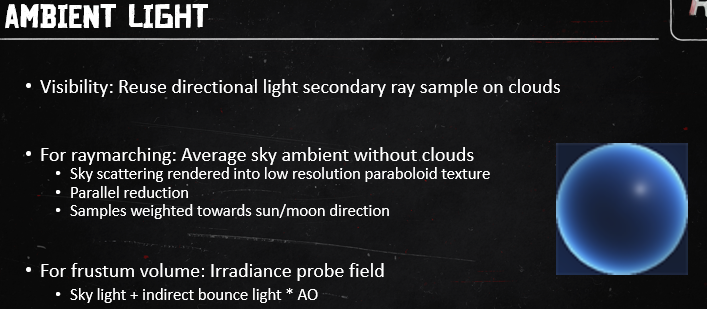 AMBIENT LIGHT
• Visibility: Reuse directional light secondary ray sample on clouds
• For raymarching: Average sky ambient without clouds
• Sky scattering rendered into low resolution paraboloid texture
• Parallel reduction
• Samples weighted towards sun/moon direction
• For frustum volume: Irradiance probe field
• Sky light + indirect bounce light * AO